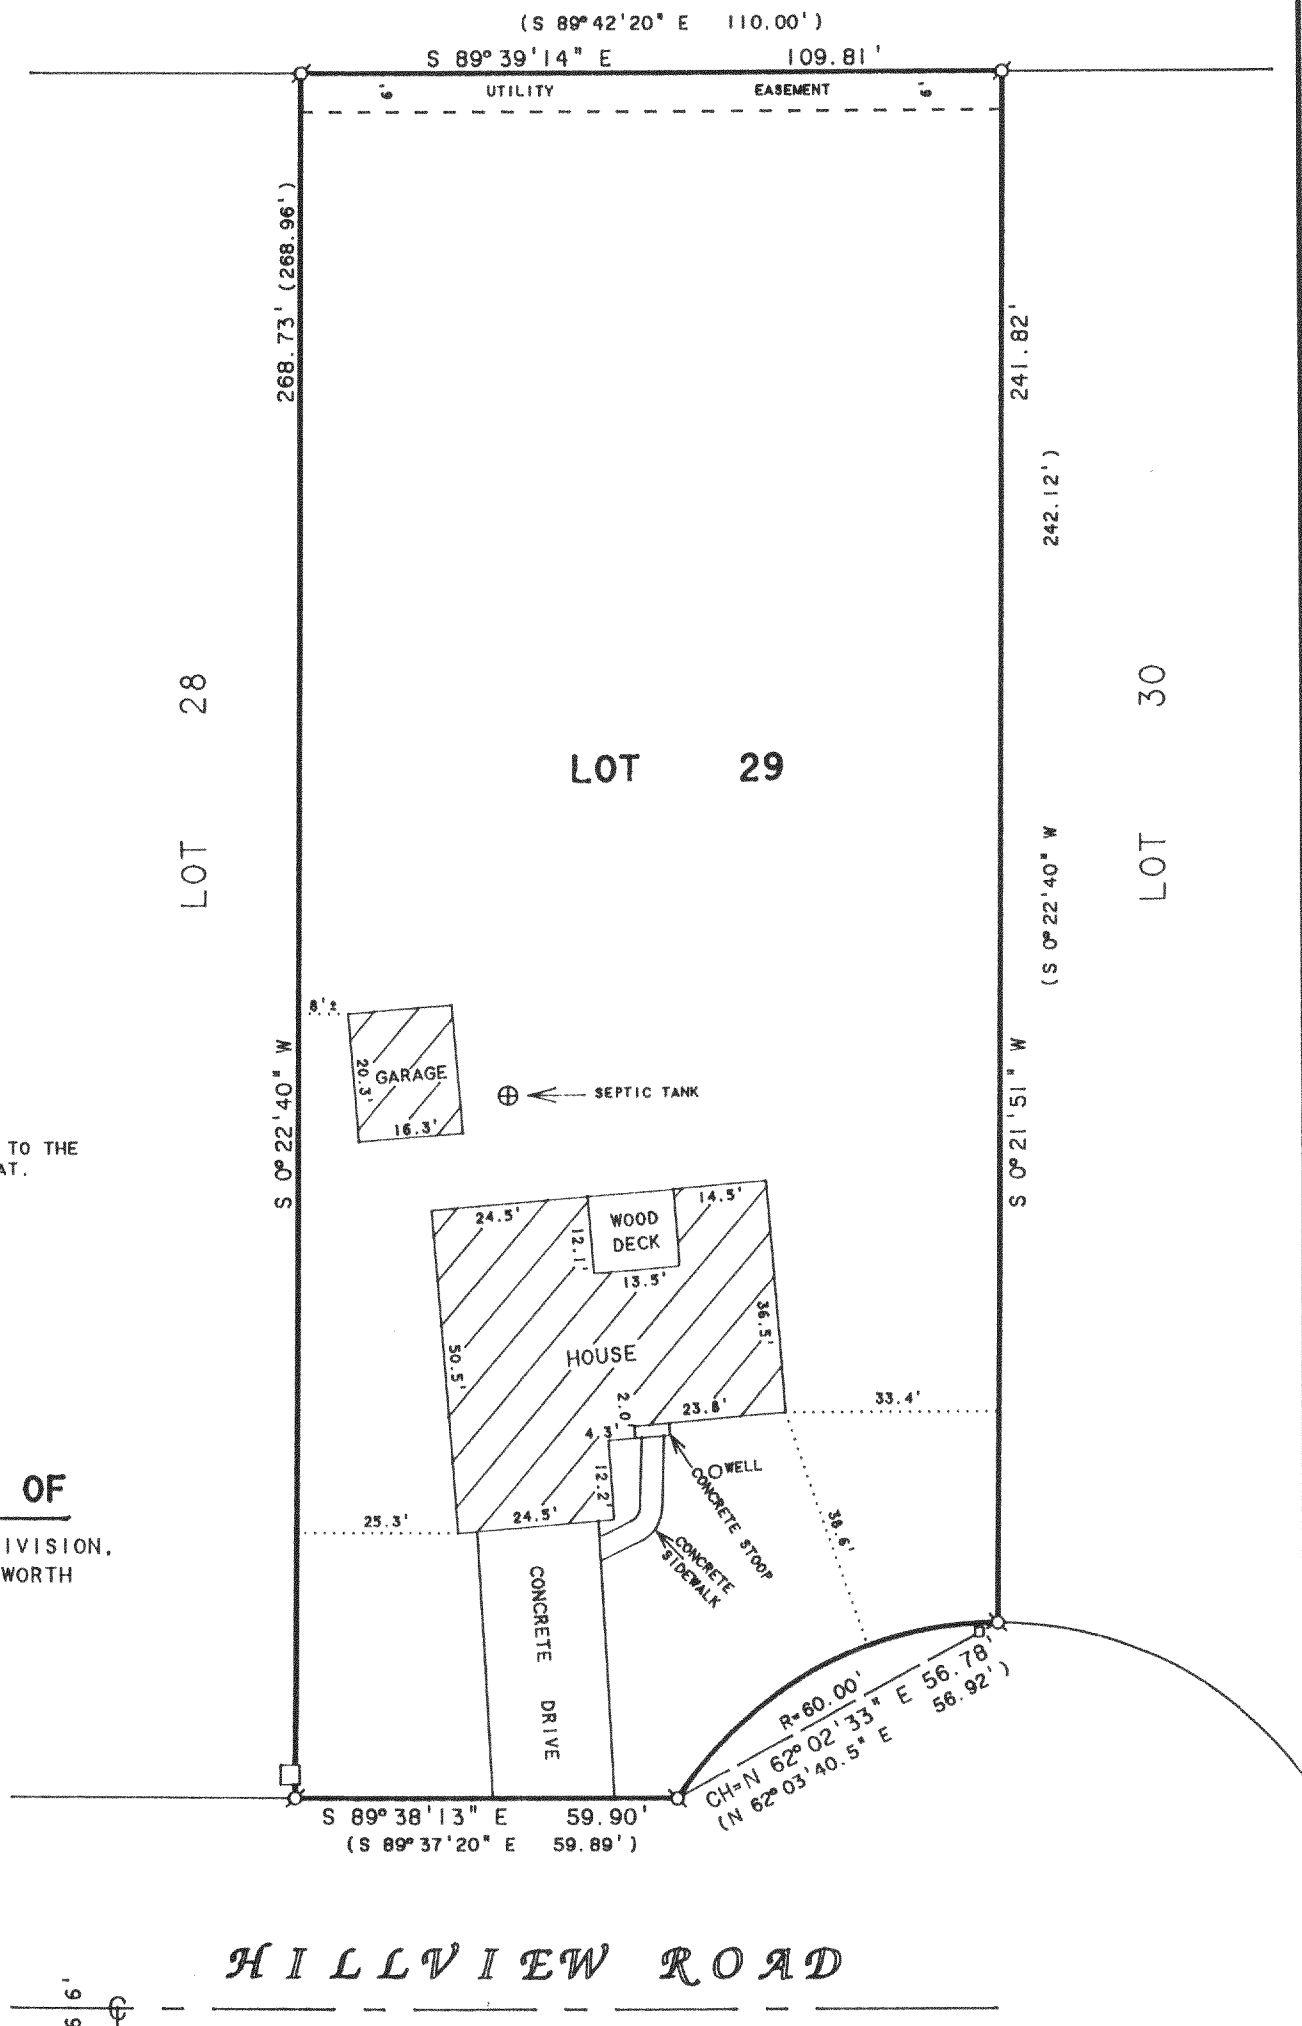 (S 89°42'20" E 110.00')
S 89°39'14" E 109.81'
6' UTILITY EASEMENT 6'
268.73' (268.96')
241.82'
242.12')
LOT 28
LOT 29
LOT 30
(S 0°22'40" W
S 0°22'40" W
S 0°21'51" W
8'±
20.3'
GARAGE
16.3'
SEPTIC TANK
TO THE
AT.
24.5'
WOOD
DECK
14.5'
12.1'
13.5'
36.5'
50.5'
HOUSE
2.0'
23.8'
33.4'
4.3'
WELL
12.2'
CONCRETE STOOP
38.6'
OF
24.5'
25.3'
CONCRETE
SIDEWALK
IVISION,
WORTH
CONCRETE DRIVE
R=60.00'
CH=N 62°02'33" E 56.78'
(N 62°03'40.5" E 56.92')
S 89°38'13" E 59.90'
(S 89°37'20" E 59.89')
HILLVIEW ROAD